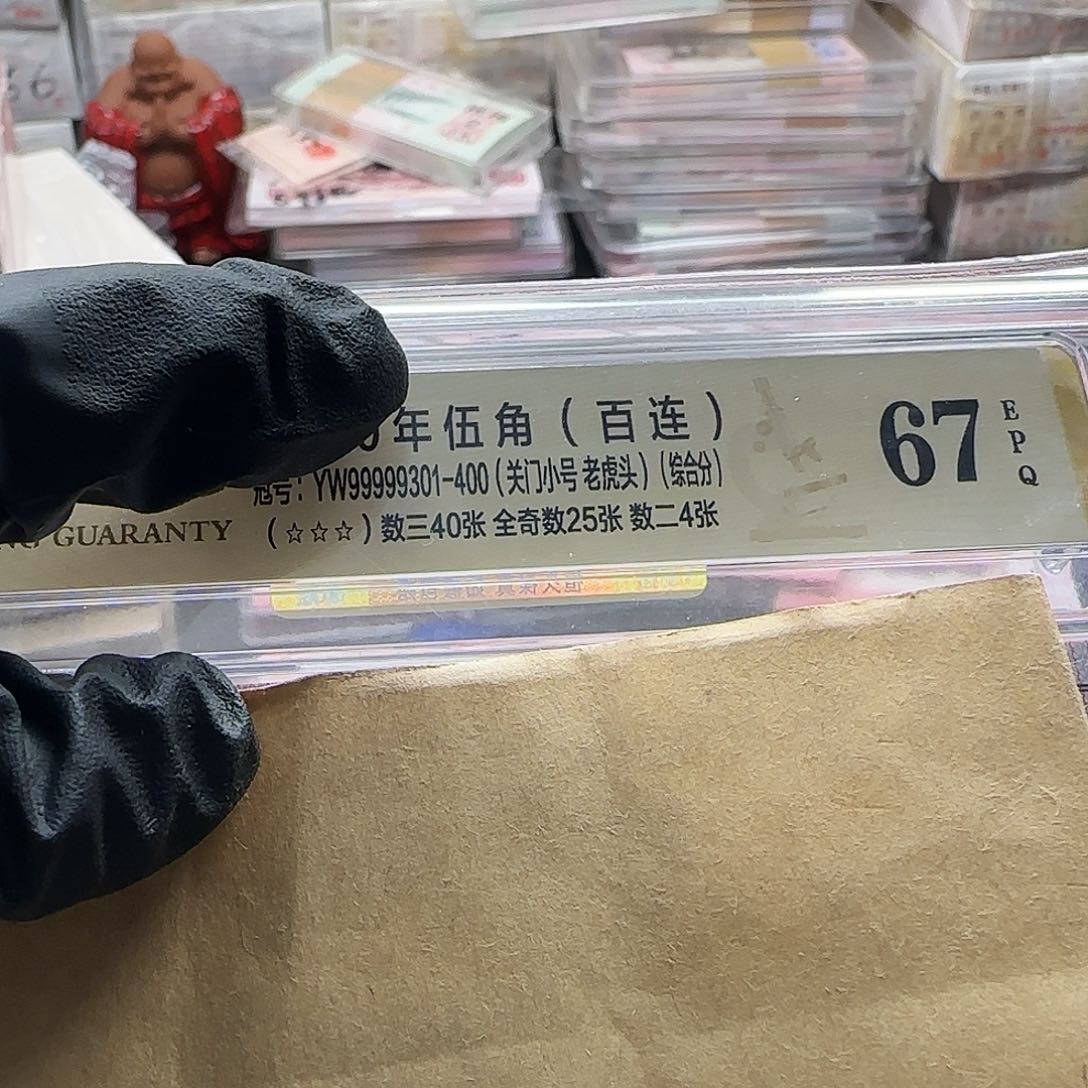 年伍角(百连)
冠号:YW99999301-400(关门小号 老虎头)(综合分)
(☆☆☆)数三40张 全奇数25张 数二4张
GUARANTY
67
EPQ